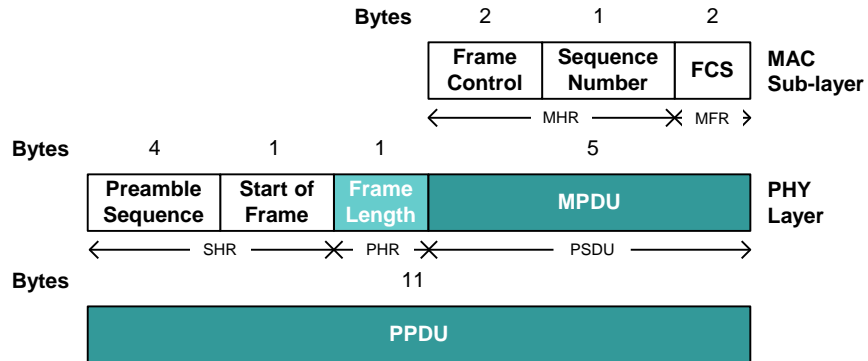 Bytes 2 1 2
Frame Control Sequence Number FCS MAC Sub-layer
MHR MFR
Bytes 4 1 1 5
Preamble Sequence Start of Frame Frame Length MPDU PHY Layer
SHR PHR PSDU
Bytes 11
PPDU